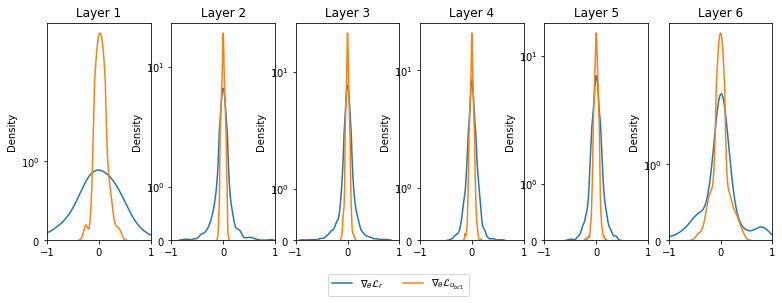 Layer 1 Layer 2 Layer 3 Layer 4 Layer 5 Layer 6
Density Density Density Density Density Density
10¹ 10¹ 10¹ 10¹
10⁰ 10⁰ 10⁰ 10⁰ 10⁰ 10⁰
0 0 0 0 0 0
−1 0 1 −1 0 1 −1 0 1 −1 0 1 −1 0 1 −1 0 1
∇θℒr ∇θℒu_bc1